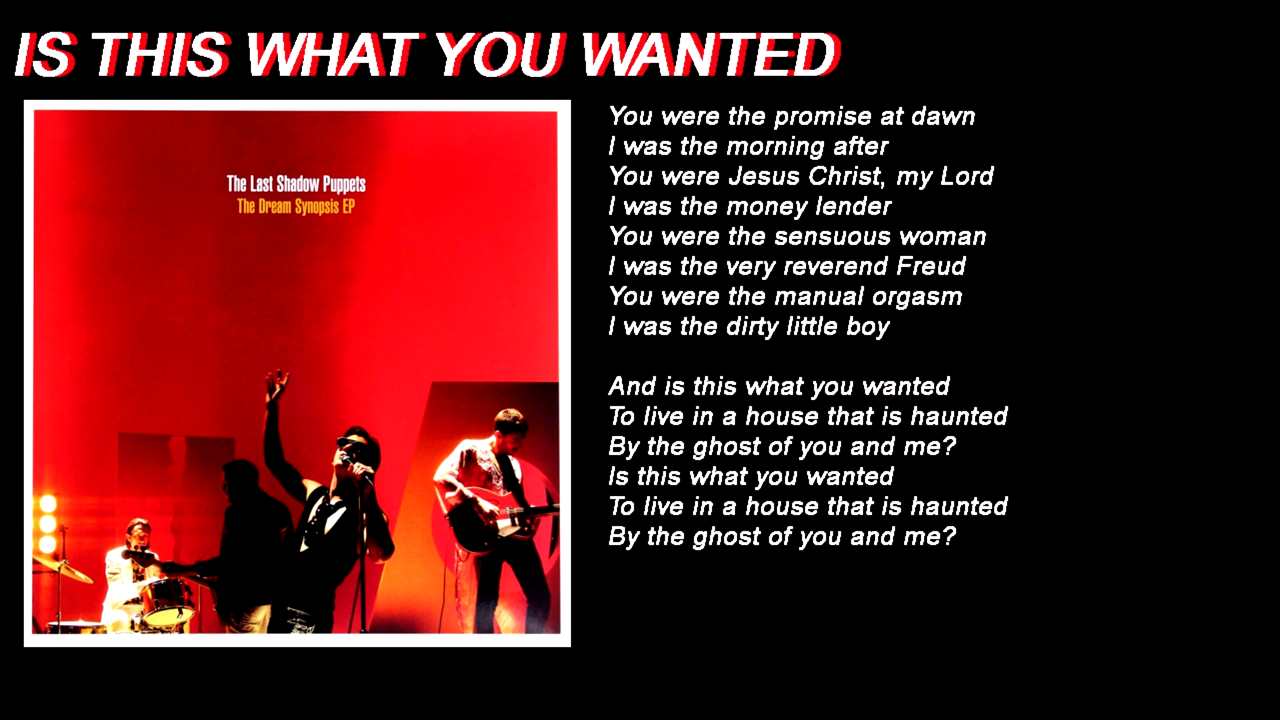 IS THIS WHAT YOU WANTED
The Last Shadow Puppets
The Dream Synopsis EP
You were the promise at dawn
I was the morning after
You were Jesus Christ, my Lord
I was the money lender
You were the sensuous woman
I was the very reverend Freud
You were the manual orgasm
I was the dirty little boy
And is this what you wanted
To live in a house that is haunted
By the ghost of you and me?
Is this what you wanted
To live in a house that is haunted
By the ghost of you and me?